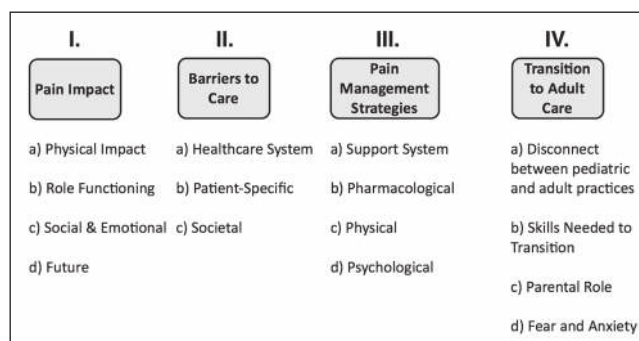 I.
Pain Impact
a) Physical Impact
b) Role Functioning
c) Social & Emotional
d) Future
II.
Barriers to
Care
a) Healthcare System
b) Patient-Specific
c) Societal
III.
Pain
Management
Strategies
a) Support System
b) Pharmacological
c) Physical
d) Psychological
IV.
Transition
to Adult
Care
a) Disconnect
between pediatric
and adult practices
b) Skills Needed to
Transition
c) Parental Role
d) Fear and Anxiety